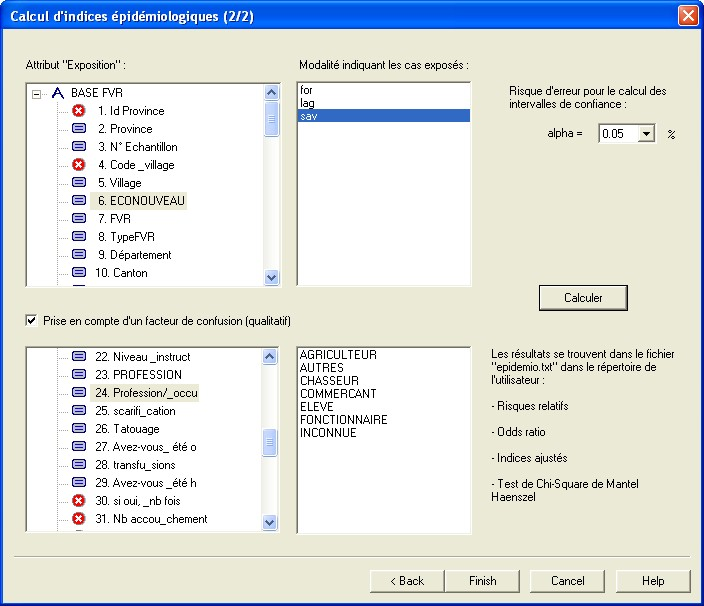 Calcul d'indices épidémiologiques (2/2)
Attribut "Exposition" :
BASE FVR
1. Id Province
2. Province
3. N° Echantillon
4. Code _village
5. Village
6. ECONOUVEAU
7. FVR
8. TypeFVR
9. Département
10. Canton
Modalité indiquant les cas exposés :
for
lag
sav
Risque d'erreur pour le calcul des
intervalles de confiance :
alpha = 0.05 %
Calculer
Prise en compte d'un facteur de confusion (qualitatif)
22. Niveau _instruct
23. PROFESSION
24. Profession/_occu
25. scarifi_cation
26. Tatouage
27. Avez-vous_ été o
28. transfu_sions
29. Avez-vous _été h
30. si oui, _nb fois
31. Nb accou_chement
AGRICULTEUR
AUTRES
CHASSEUR
COMMERCANT
ELEVE
FONCTIONNAIRE
INCONNUE
Les résultats se trouvent dans le fichier
"epidemio.txt" dans le répertoire de
l'utilisateur :
- Risques relatifs
- Odds ratio
- Indices ajustés
- Test de Chi-Square de Mantel
Haenszel
< Back
Finish
Cancel
Help